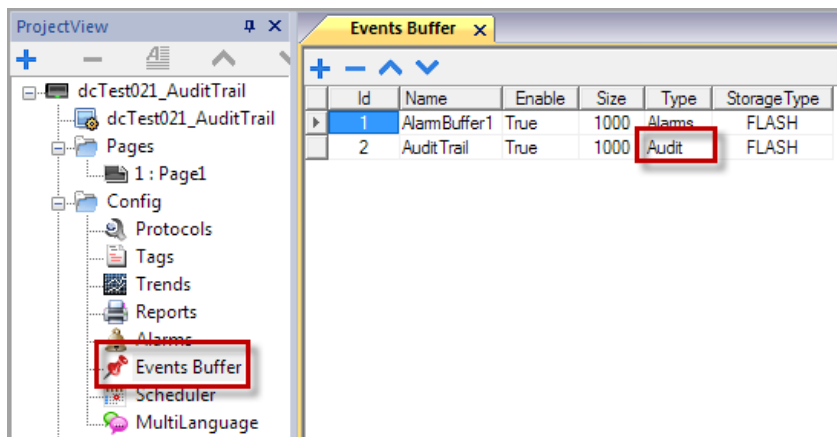 ProjectView
dcTest021_AuditTrail
dcTest021_AuditTrail
Pages
1 : Page1
Config
Protocols
Tags
Trends
Reports
Alarms
Events Buffer
Scheduler
MultiLanguage
Events Buffer
Id Name Enable Size Type StorageType
1 AlarmBuffer1 True 1000 Alarms FLASH
2 AuditTrail True 1000 Audit FLASH